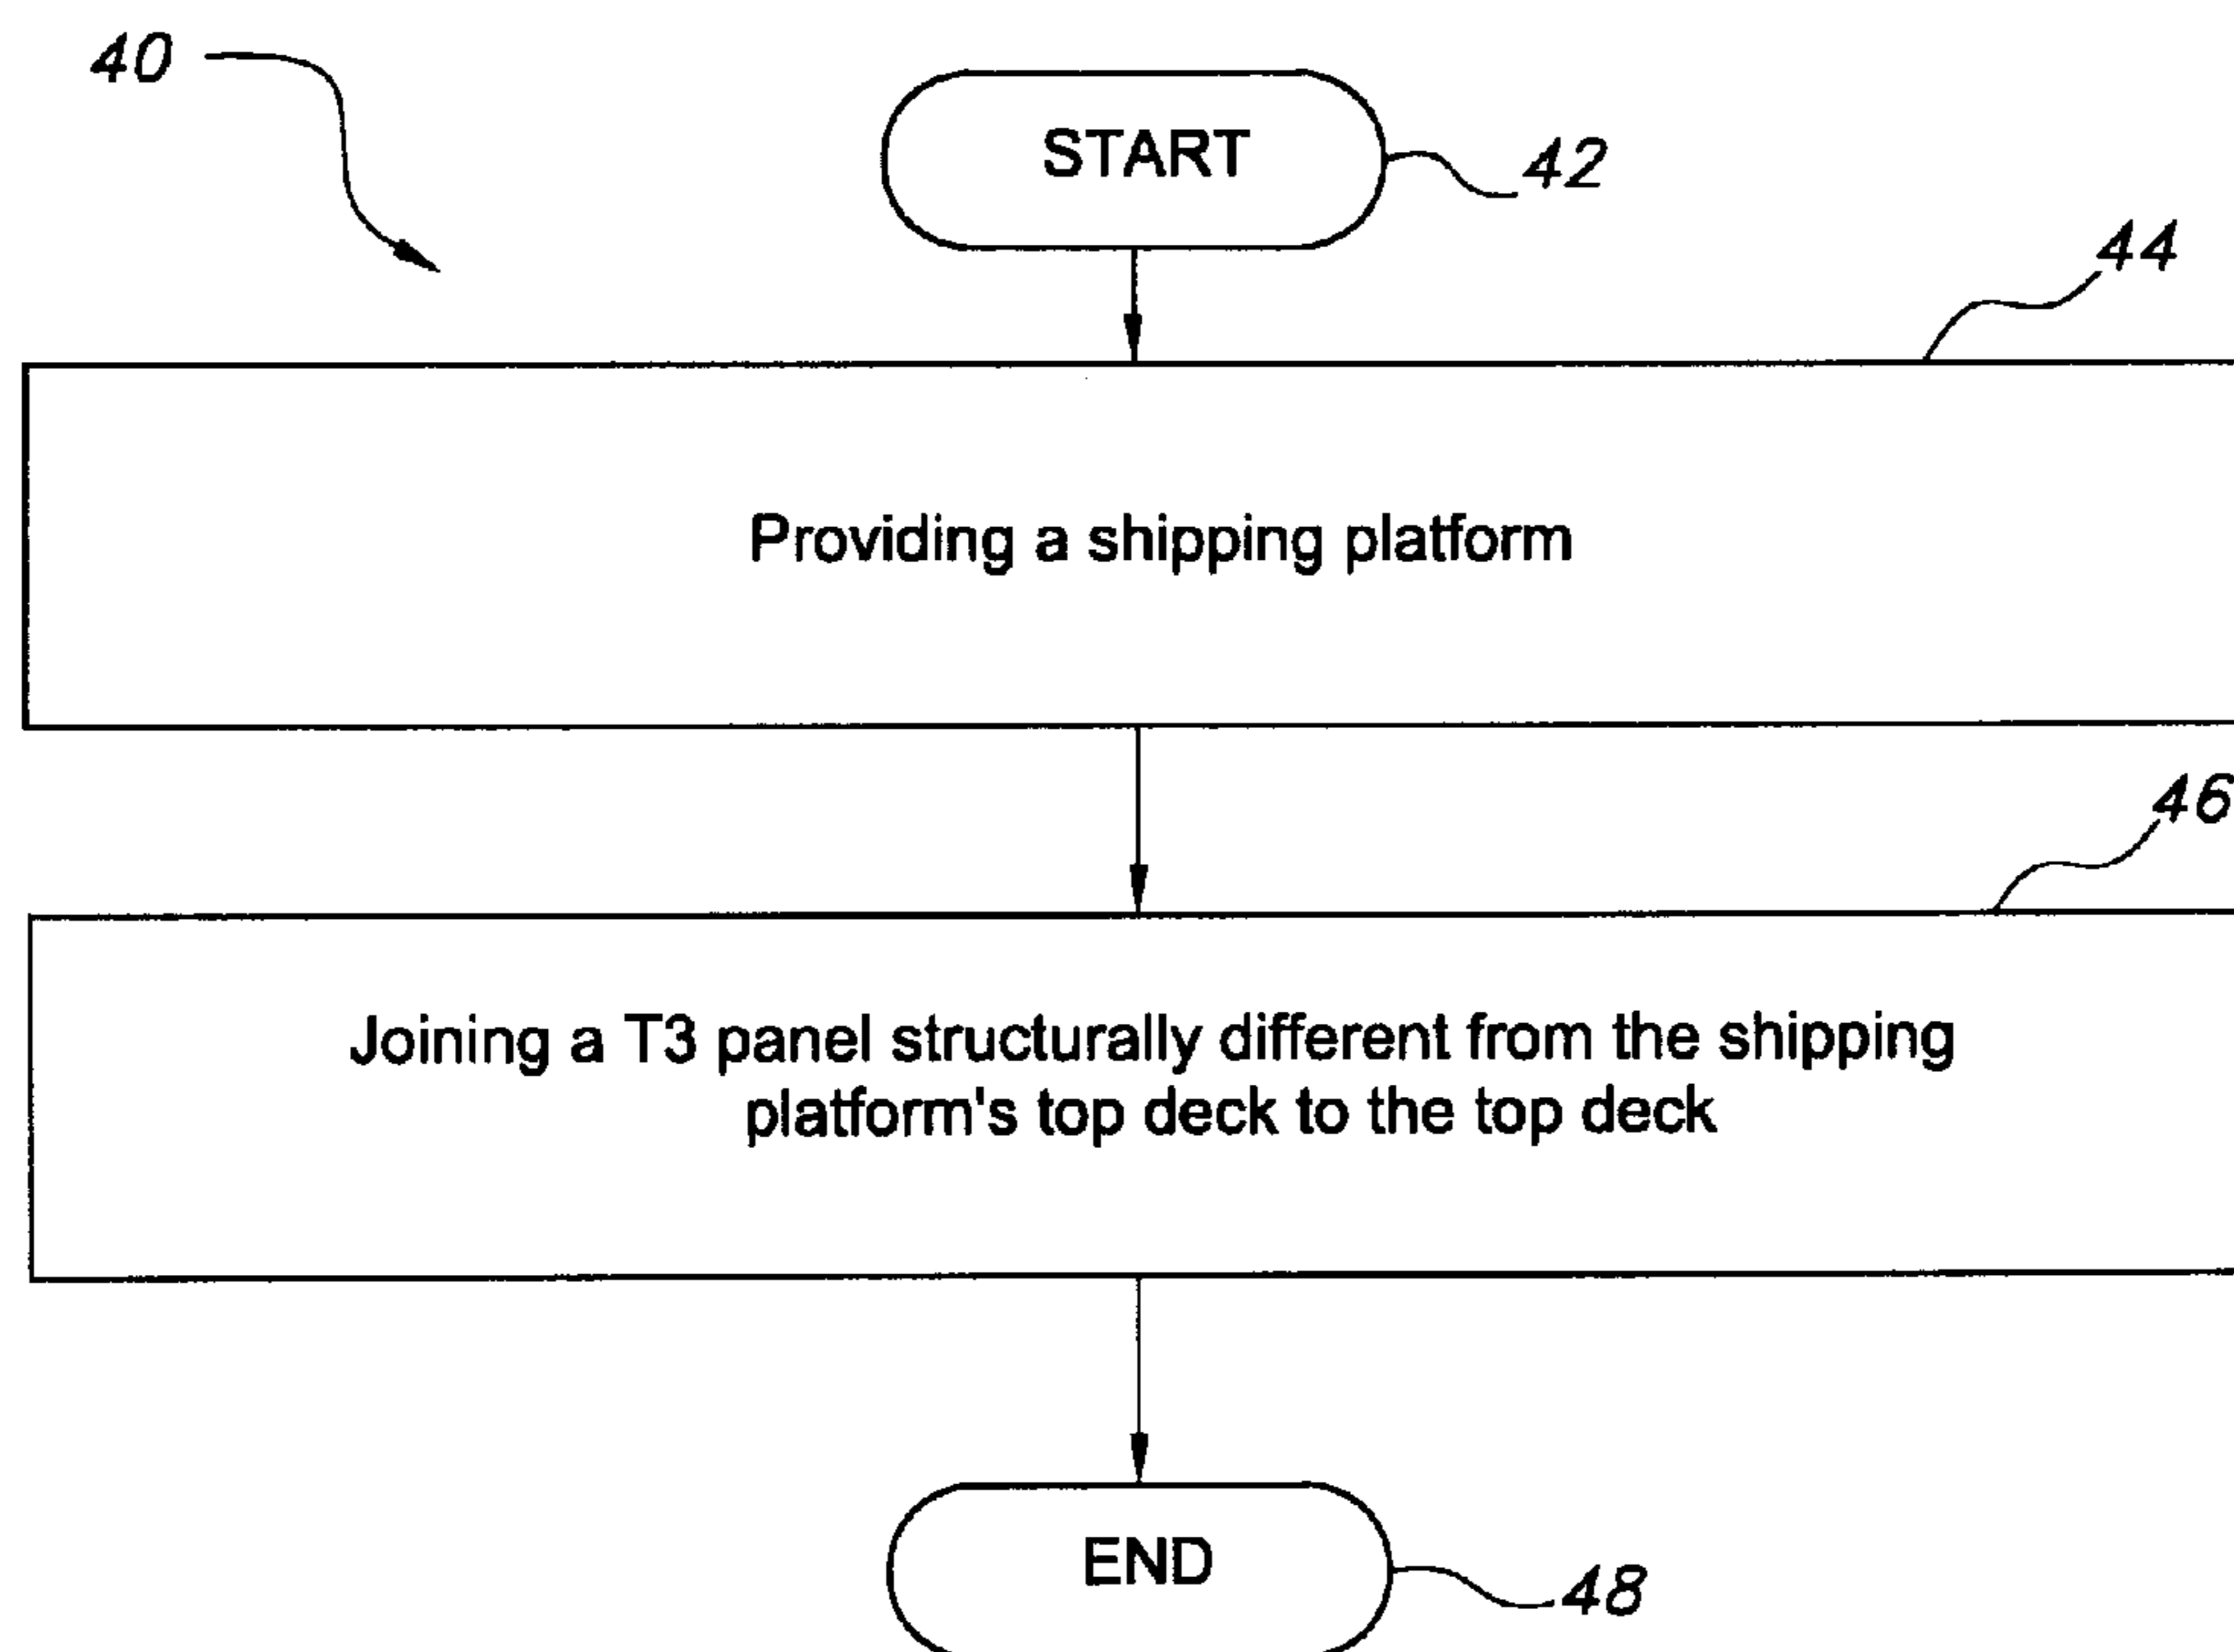 40
START
42
44
Providing a shipping platform
46
Joining a T3 panel structurally different from the shipping
platform's top deck to the top deck
END
48